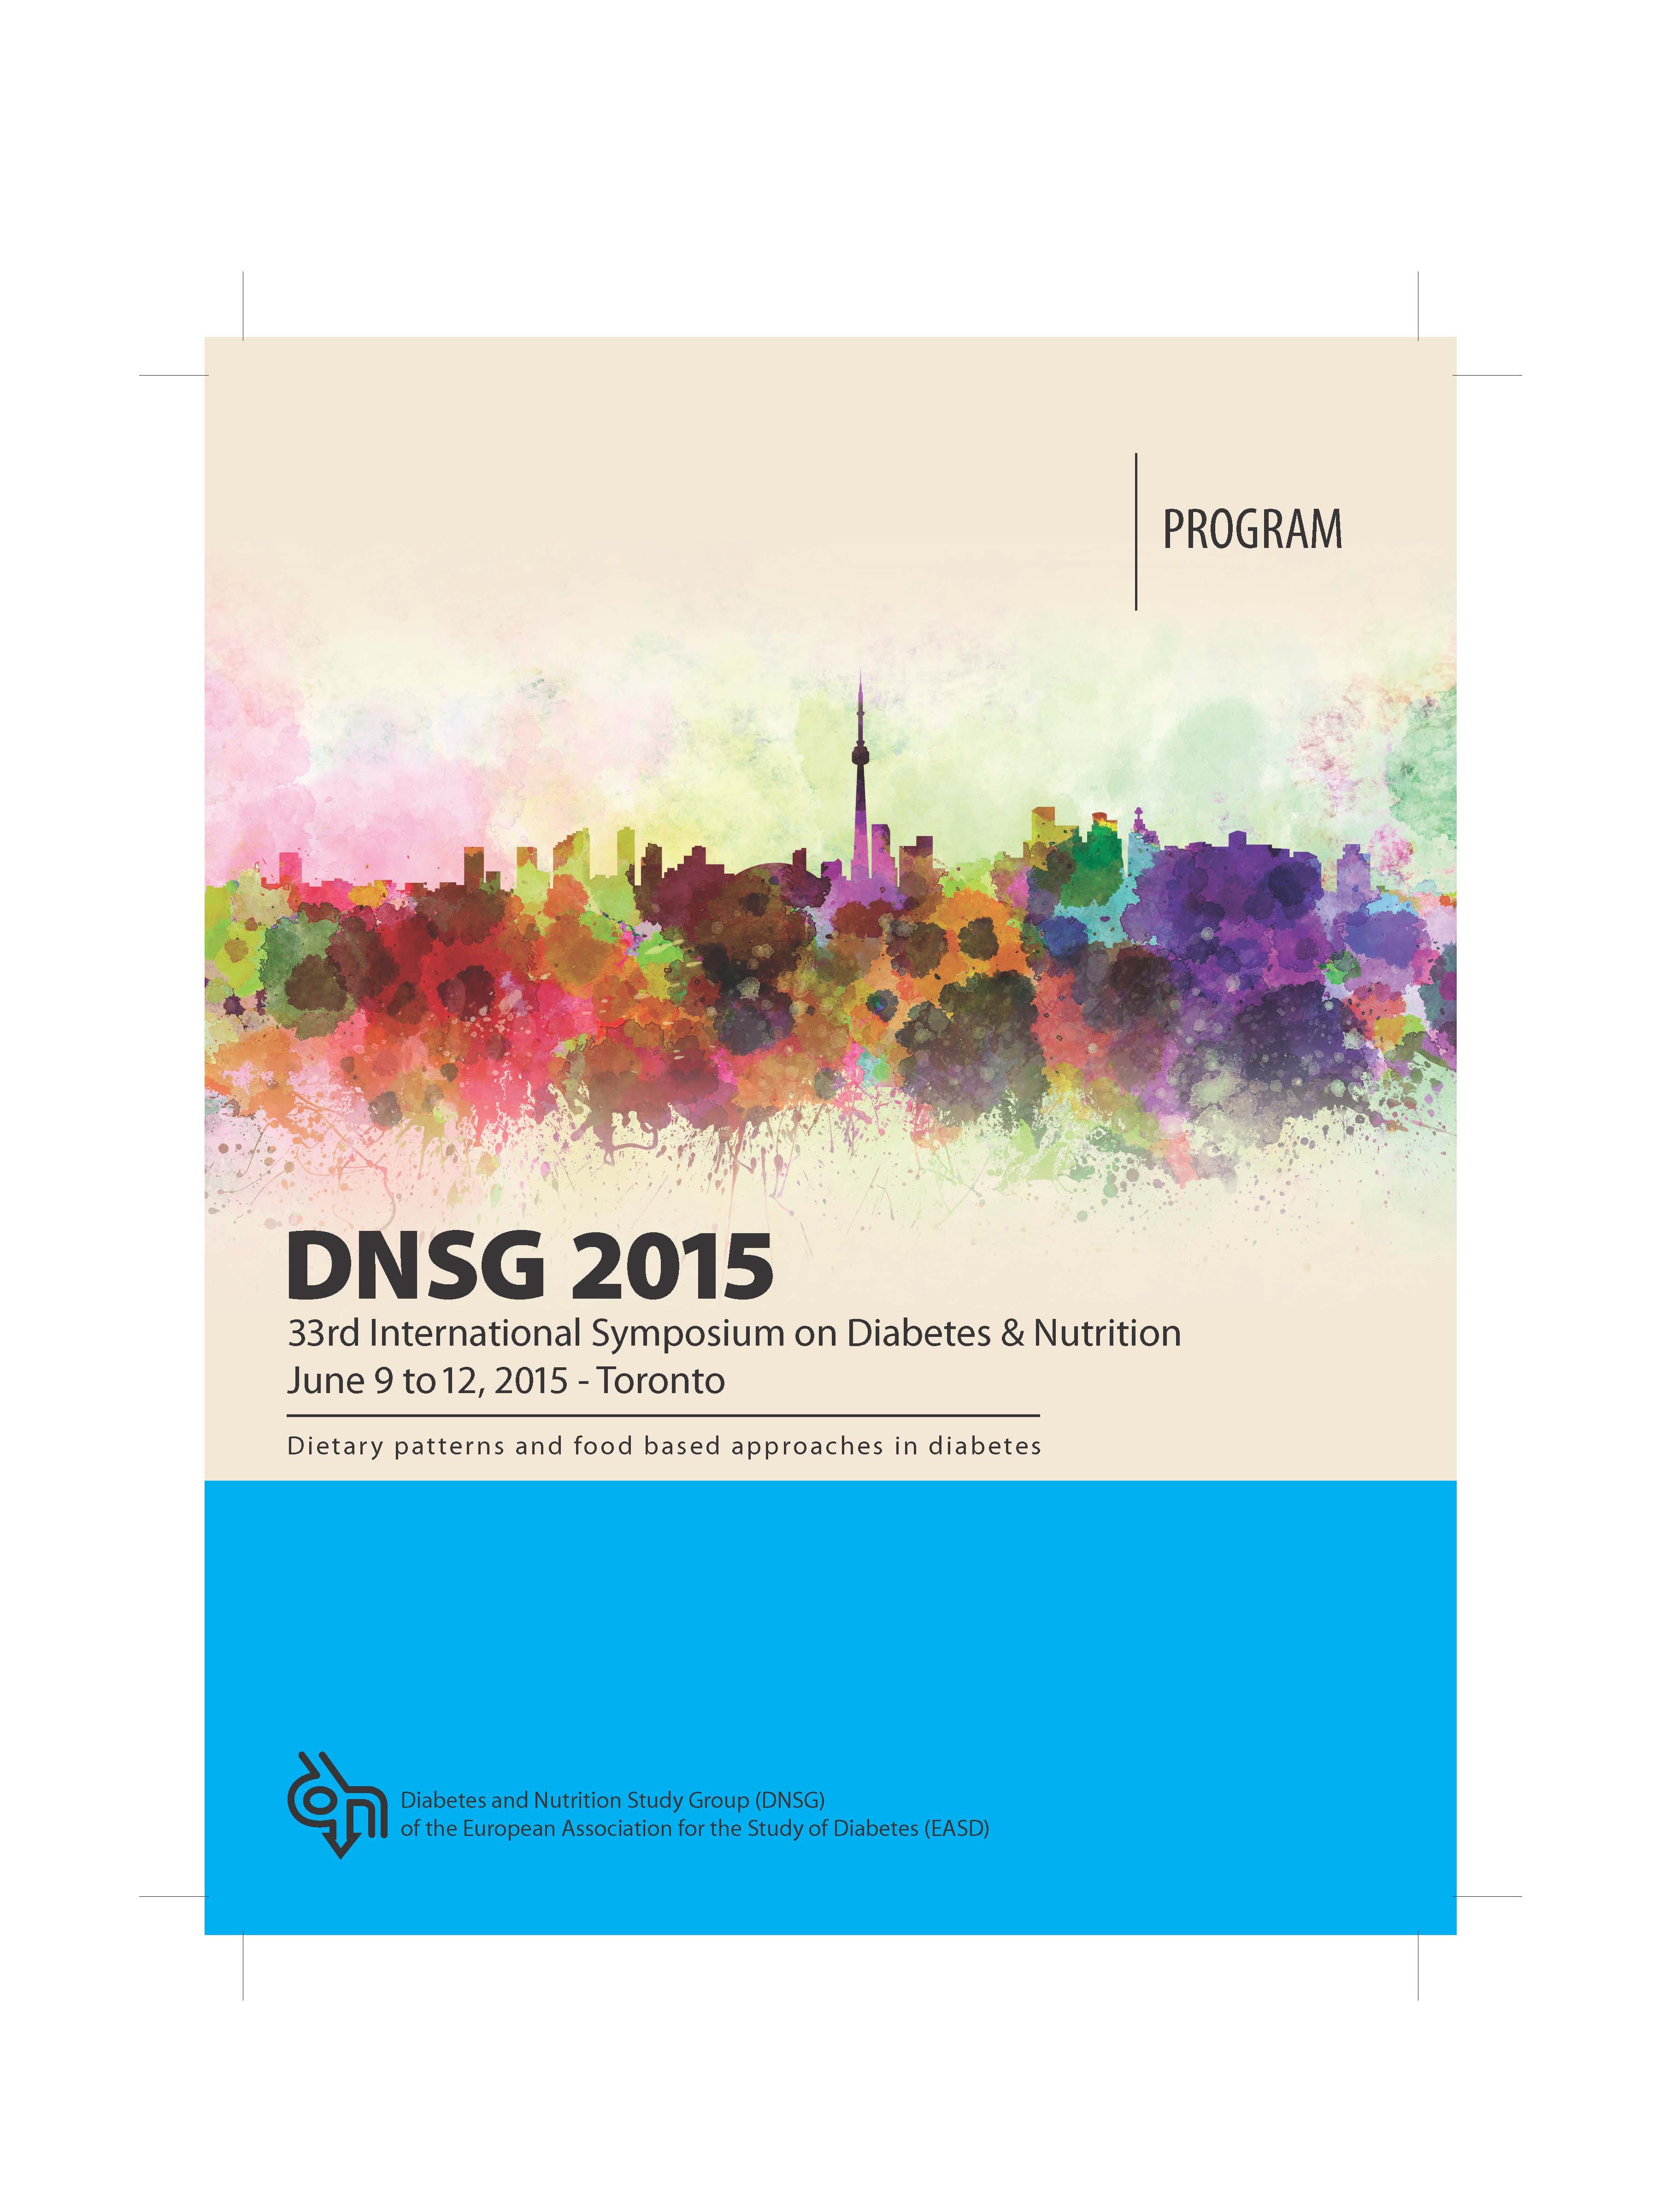 PROGRAM
DNSG 2015
33rd International Symposium on Diabetes & Nutrition
June 9 to 12, 2015 - Toronto
Dietary patterns and food based approaches in diabetes
Diabetes and Nutrition Study Group (DNSG)
of the European Association for the Study of Diabetes (EASD)